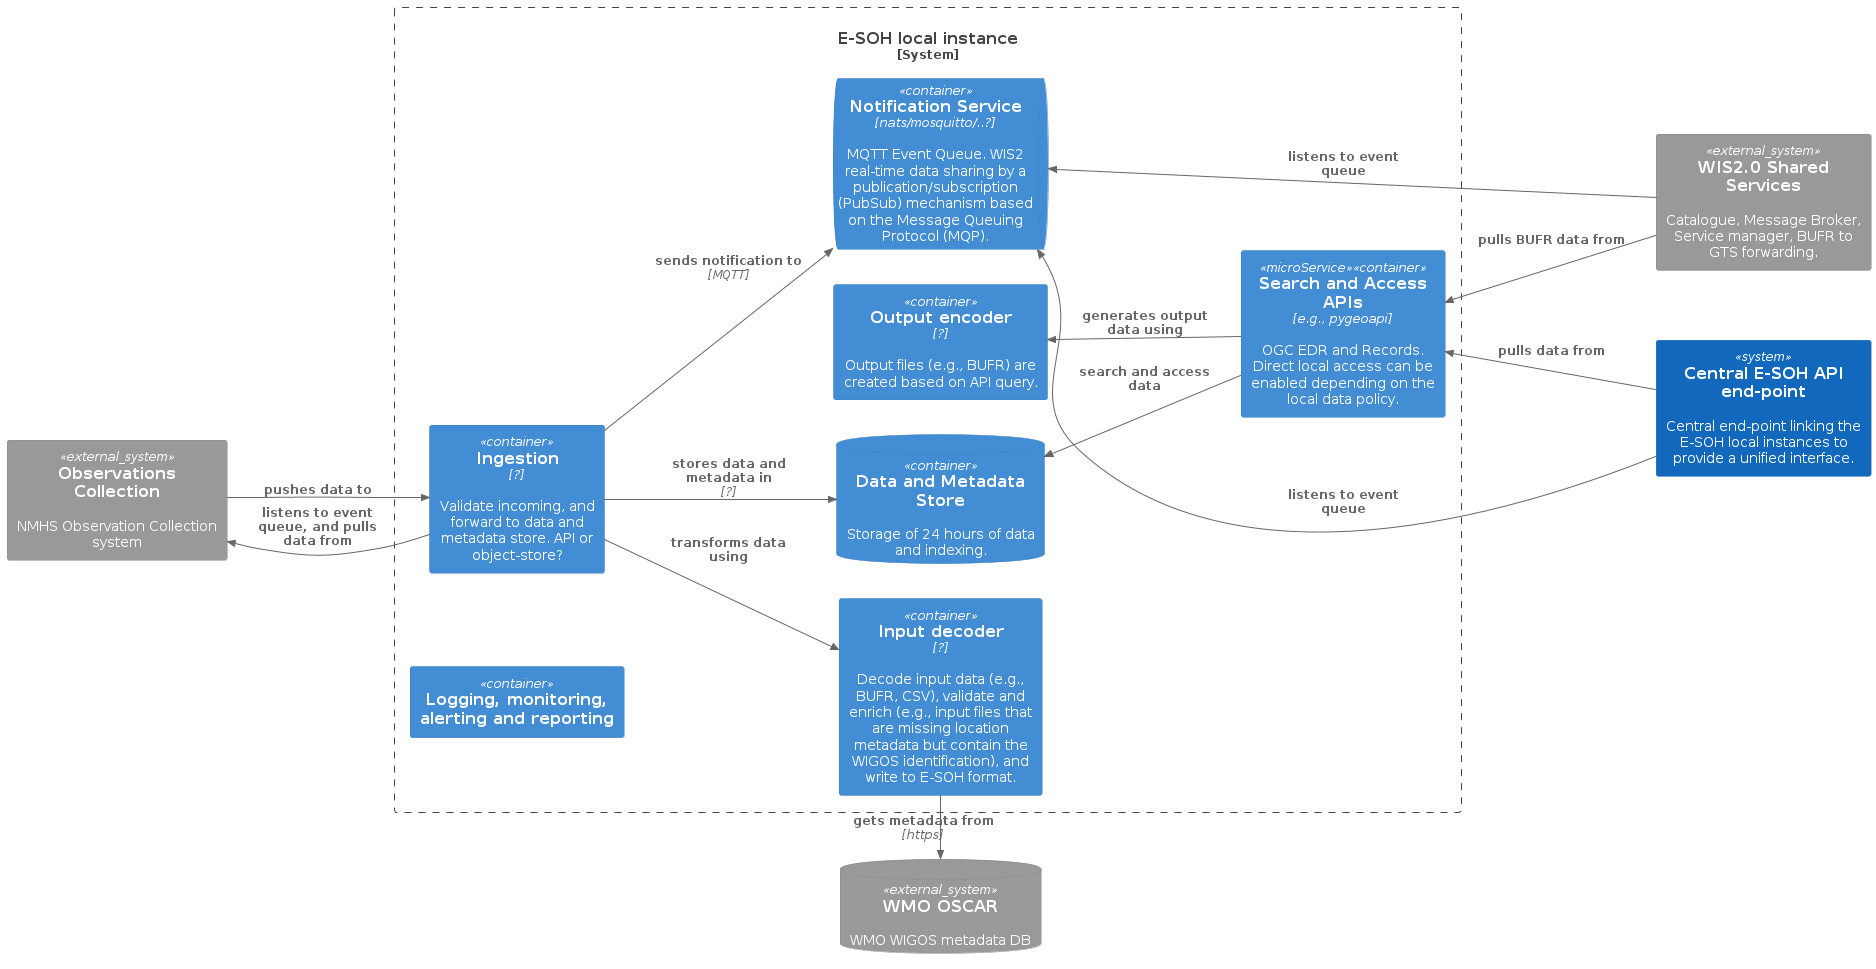 E-SOH local instance
[System]
«container»
Notification Service
[nats/mosquitto/..?]
MQTT Event Queue. WIS2
real-time data sharing by a
publication/subscription
(PubSub) mechanism based
on the Message Queuing
Protocol (MQP).
listens to event
queue
«external_system»
WIS2.0 Shared
Services
Catalogue, Message Broker,
Service manager, BUFR to
GTS forwarding.
pulls BUFR data from
sends notification to
[MQTT]
«container»
Output encoder
[?]
Output files (e.g., BUFR) are
created based on API query.
generates output
data using
search and access
data
«microService»«container»
Search and Access
APIs
[e.g., pygeoapi]
OGC EDR and Records.
Direct local access can be
enabled depending on the
local data policy.
pulls data from
«system»
Central E-SOH API
end-point
Central end-point linking the
E-SOH local instances to
provide a unified interface.
listens to event
queue
«external_system»
Observations
Collection
NMHS Observation Collection
system
pushes data to
listens to event
queue, and pulls
data from
«container»
Ingestion
[?]
Validate incoming, and
forward to data and
metadata store. API or
object-store?
stores data and
metadata in
[?]
transforms data
using
«container»
Data and Metadata
Store
Storage of 24 hours of data
and indexing.
«container»
Input decoder
[?]
Decode input data (e.g.,
BUFR, CSV), validate and
enrich (e.g., input files that
are missing location
metadata but contain the
WIGOS identification), and
write to E-SOH format.
«container»
Logging, monitoring,
alerting and reporting
gets metadata from
[https]
«external_system»
WMO OSCAR
WMO WIGOS metadata DB